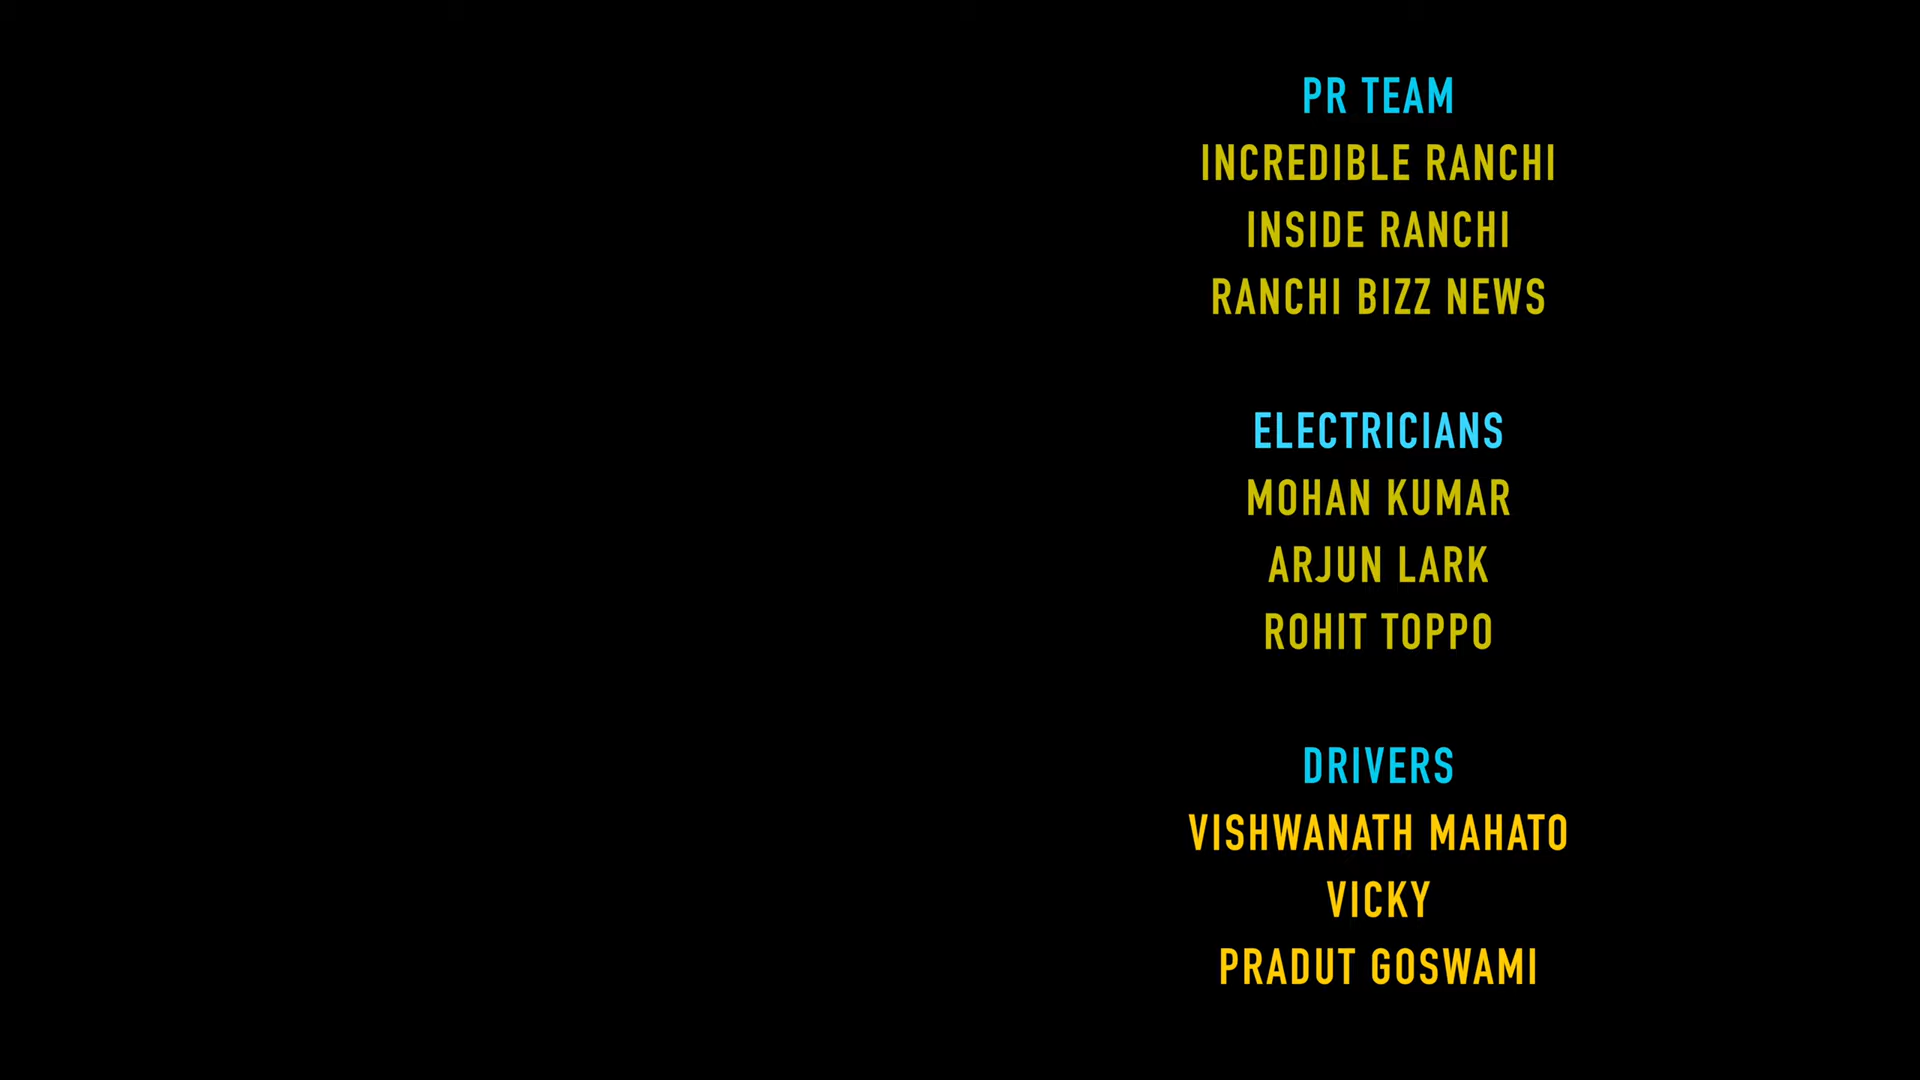 PR TEAM
INCREDIBLE RANCHI
INSIDE RANCHI
RANCHI BIZZ NEWS
ELECTRICIANS
MOHAN KUMAR
ARJUN LARK
ROHIT TOPPO
DRIVERS
VISHWANATH MAHATO
VICKY
PRADUT GOSWAMI